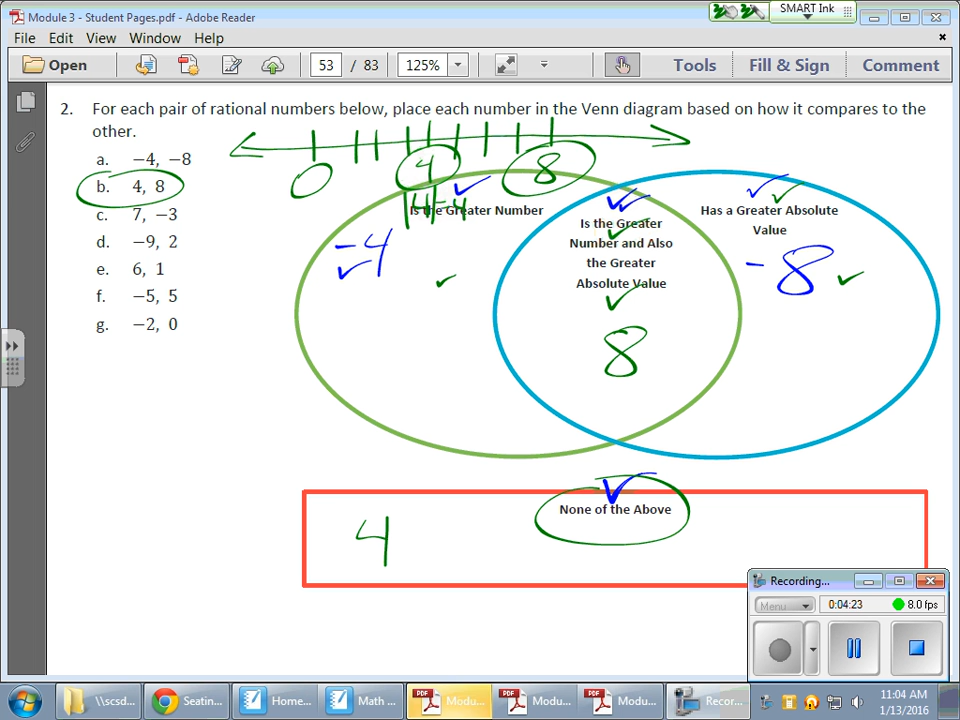 Module 3 - Student Pages.pdf - Adobe Reader
SMART Ink
File Edit View Window Help
Open 53 / 83 125% Tools Fill & Sign Comment
2. For each pair of rational numbers below, place each number in the Venn diagram based on how it compares to the
other.
a. −4, −8
b. 4, 8
c. 7, −3
d. −9, 2
e. 6, 1
f. −5, 5
g. −2, 0
0 4 8
|4|=4
Is the Greater Number
Is the Greater
Number and Also
the Greater
Absolute Value
Has a Greater Absolute
Value
-4
-8
8
None of the Above
4
Recording...
Menu 0:04:23 8.0 fps
\\scsd... Seatin... Home... Math ... Modu... Modu... Modu... Recor...
11:04 AM
1/13/2016